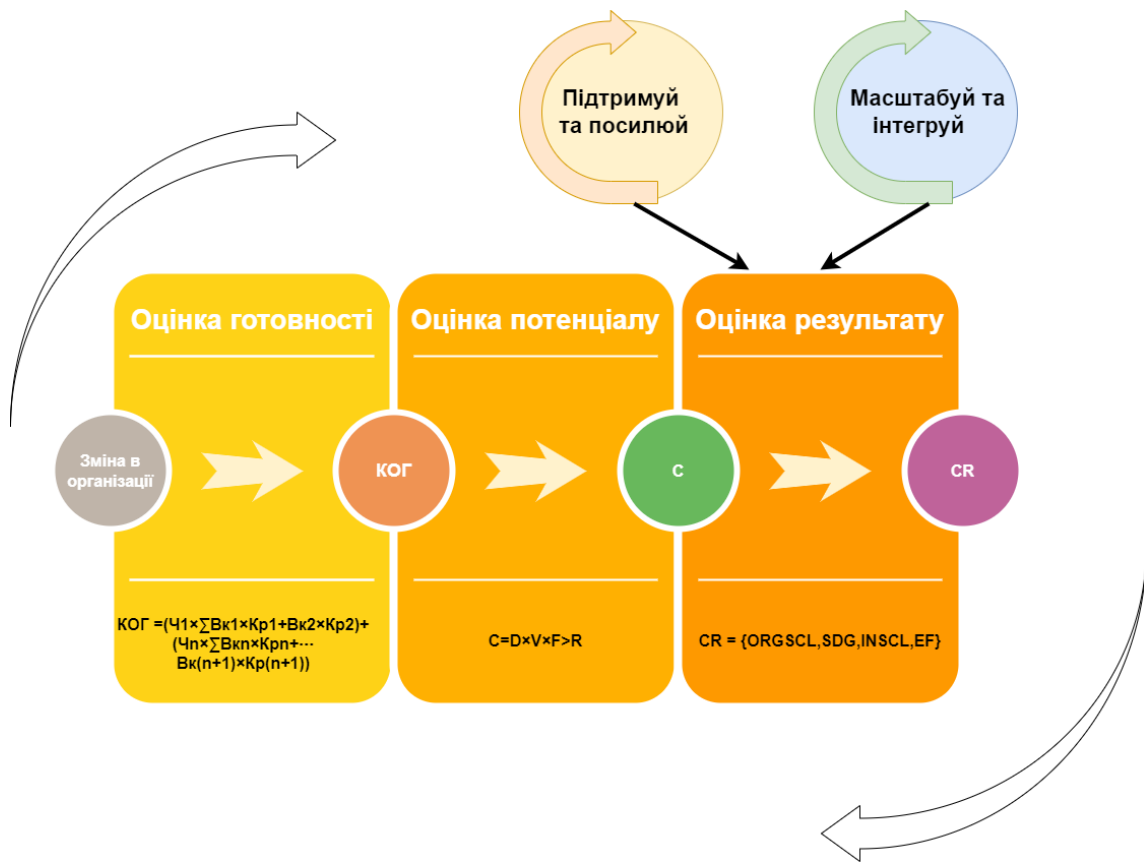 Підтримуй
та посилюй
Масштабуй та
інтегруй
Оцінка готовності
Оцінка потенціалу
Оцінка результату
Зміна в
організації
КОГ
C
CR
КОГ =(Ч1×∑Вк1×Кр1+Вк2×Кр2)+
(Чn×∑Вкn×Крn+⋯
Вк(n+1)×Кр(n+1))
C=D×V×F>R
CR = {ORGSCL,SDG,INSCL,EF}